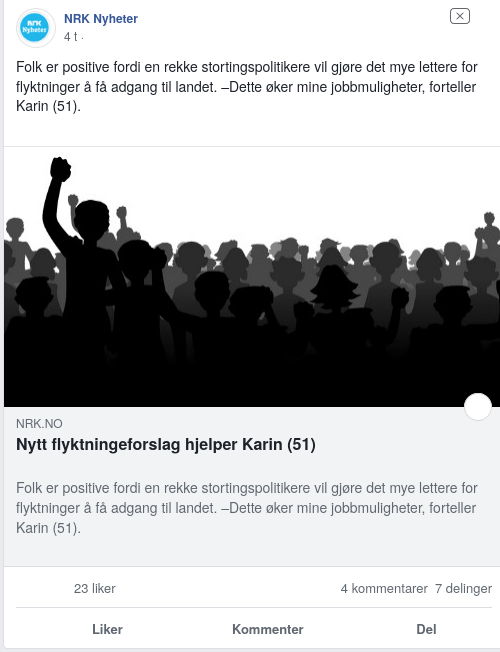 NRK Nyheter
NRK
Nyheter
4 t ·
Folk er positive fordi en rekke stortingspolitikere vil gjøre det mye lettere for
flyktninger å få adgang til landet. –Dette øker mine jobbmuligheter, forteller
Karin (51).
NRK.NO
Nytt flyktningeforslag hjelper Karin (51)
Folk er positive fordi en rekke stortingspolitikere vil gjøre det mye lettere for
flyktninger å få adgang til landet. –Dette øker mine jobbmuligheter, forteller
Karin (51).
23 liker 4 kommentarer 7 delinger
Liker Kommenter Del